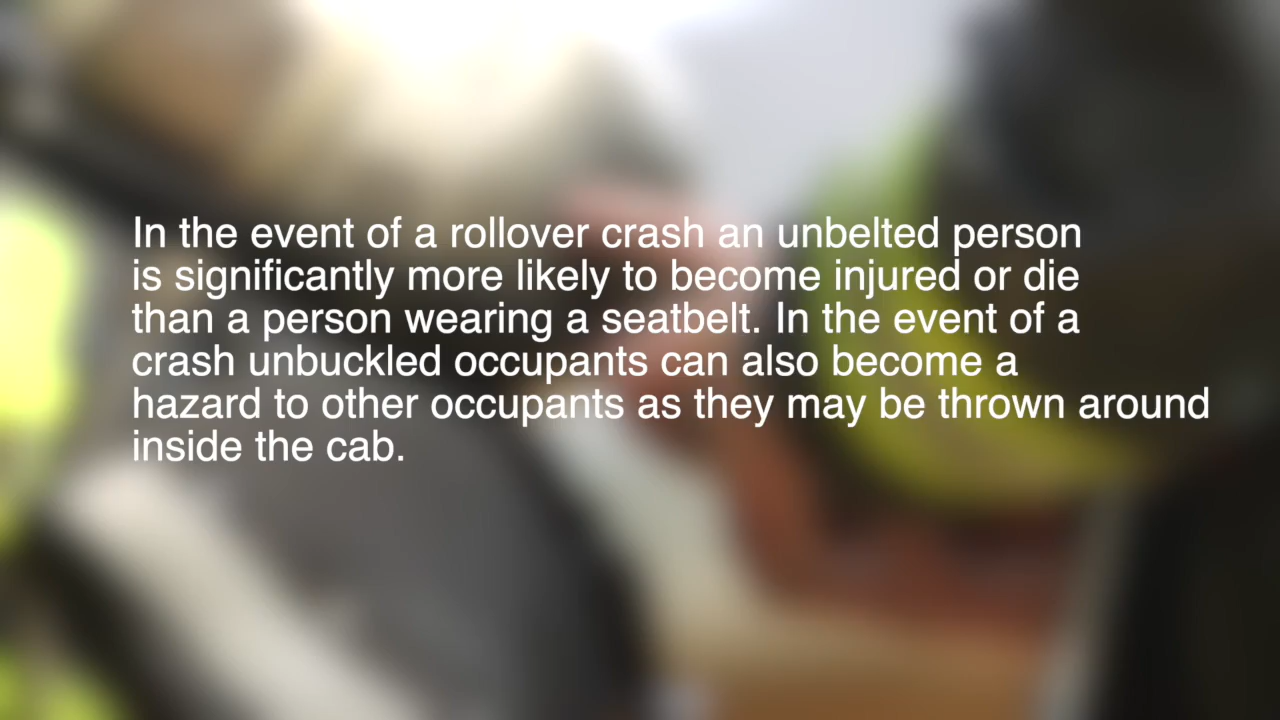 In the event of a rollover crash an unbelted person
is significantly more likely to become injured or die
than a person wearing a seatbelt. In the event of a
crash unbuckled occupants can also become a
hazard to other occupants as they may be thrown around
inside the cab.